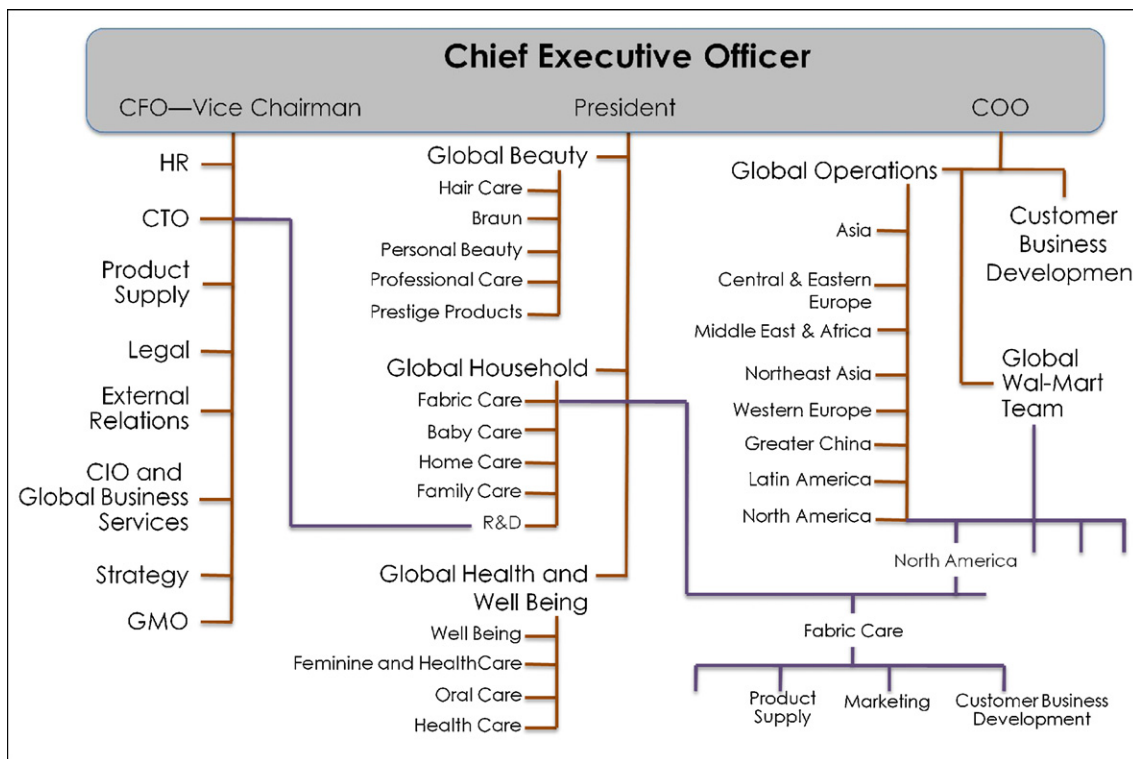 Chief Executive Officer
CFO—Vice Chairman
President
COO
HR
CTO
Product
Supply
Legal
External
Relations
CIO and
Global Business
Services
Strategy
GMO
Global Beauty
Hair Care
Braun
Personal Beauty
Professional Care
Prestige Products
Global Household
Fabric Care
Baby Care
Home Care
Family Care
R&D
Global Health and
Well Being
Well Being
Feminine and HealthCare
Oral Care
Health Care
Global Operations
Asia
Central & Eastern
Europe
Middle East & Africa
Northeast Asia
Western Europe
Greater China
Latin America
North America
Customer
Business
Developmen
Global
Wal-Mart
Team
North America
Fabric Care
Product
Supply
Marketing
Customer Business
Development